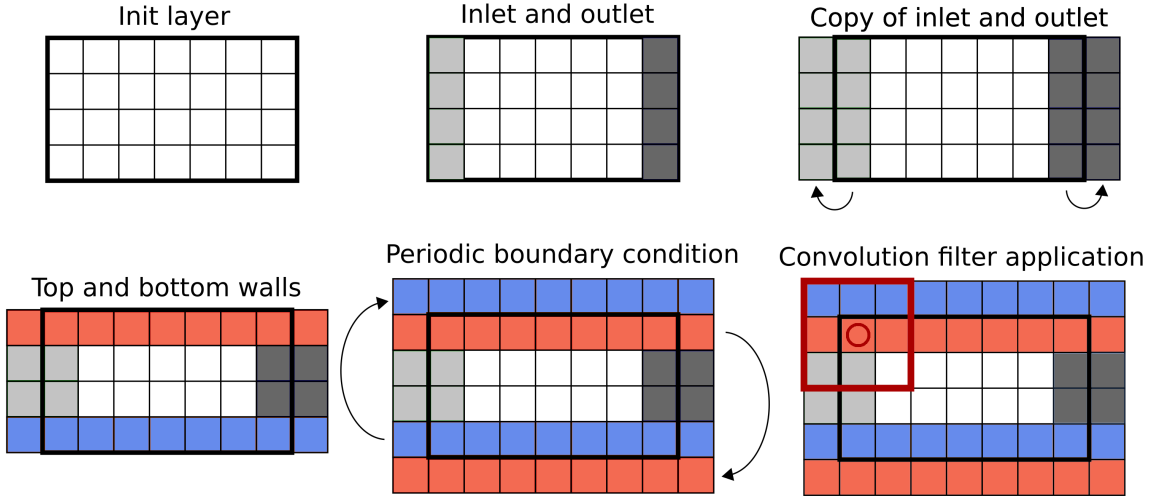 Init layer
Inlet and outlet
Copy of inlet and outlet
Top and bottom walls
Periodic boundary condition
Convolution filter application